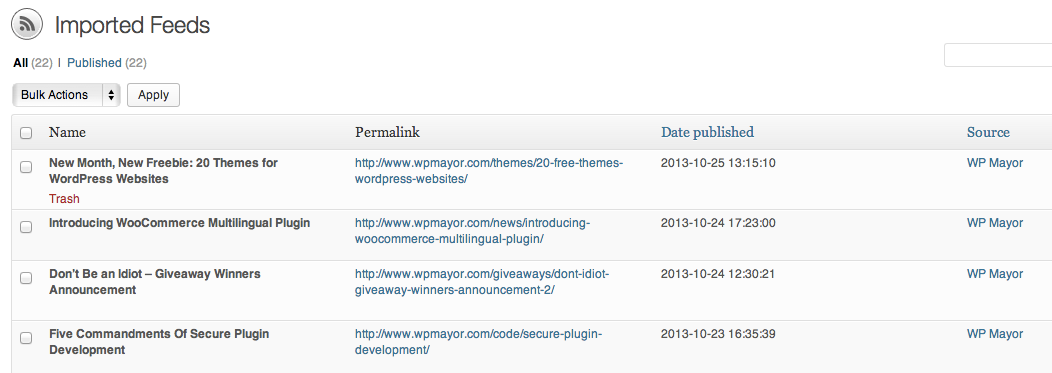 Imported Feeds
All (22) | Published (22)
Bulk Actions Apply
Name Permalink Date published Source
New Month, New Freebie: 20 Themes for http://www.wpmayor.com/themes/20-free-themes- 2013-10-25 13:15:10 WP Mayor
WordPress Websites wordpress-websites/
Trash
Introducing WooCommerce Multilingual Plugin http://www.wpmayor.com/news/introducing- 2013-10-24 17:23:00 WP Mayor
woocommerce-multilingual-plugin/
Don't Be an Idiot – Giveaway Winners http://www.wpmayor.com/giveaways/dont-idiot- 2013-10-24 12:30:21 WP Mayor
Announcement giveaway-winners-announcement-2/
Five Commandments Of Secure Plugin http://www.wpmayor.com/code/secure-plugin- 2013-10-23 16:35:39 WP Mayor
Development development/